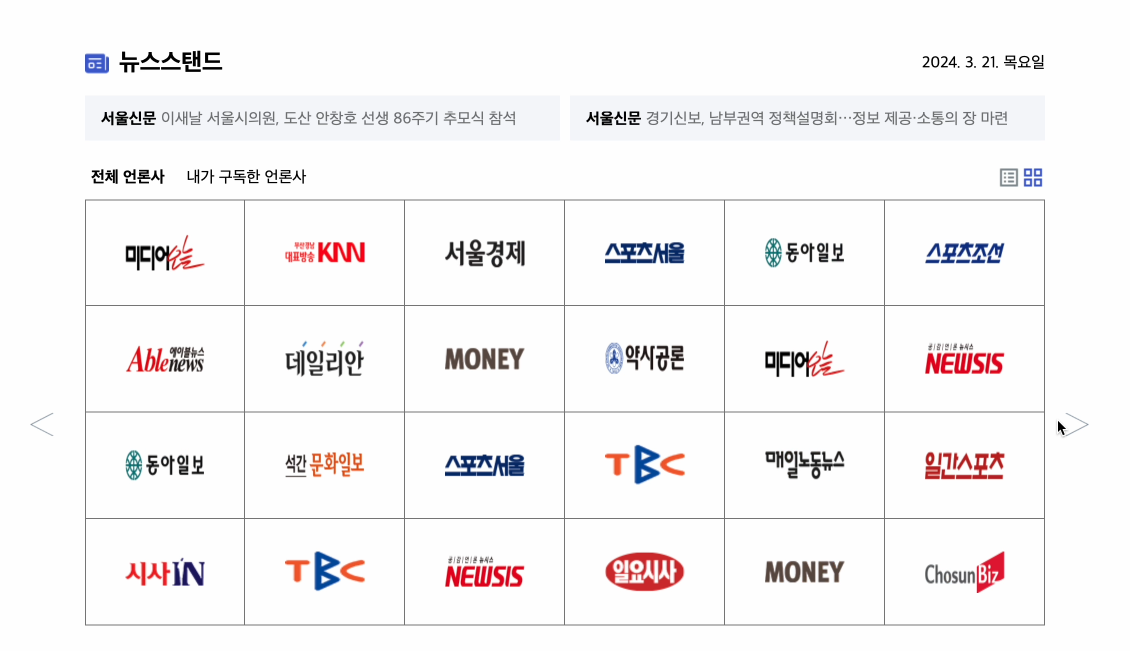 뉴스스탠드
2024. 3. 21. 목요일
서울신문 이새날 서울시의원, 도산 안창호 선생 86주기 추모식 참석
서울신문 경기신보, 남부권역 정책설명회…정보 제공·소통의 장 마련
전체 언론사 내가 구독한 언론사
미디어오늘
부산경남
대표방송 KNN
서울경제
스포츠서울
동아일보
스포츠조선
Ablenews 에이블뉴스
데일리안
MONEY
약사공론
미디어오늘
공|감|언|론 뉴시스
NEWSIS
동아일보
석간 문화일보
스포츠서울
TBC
매일노동뉴스
일간스포츠
시사IN
TBC
공|감|언|론 뉴시스
NEWSIS
일요시사
MONEY
ChosunBiz